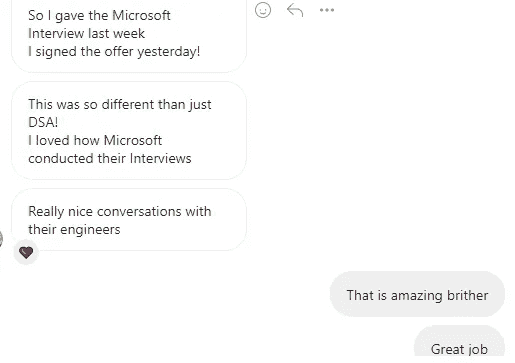 So I gave the Microsoft
Interview last week
I signed the offer yesterday!
This was so different than just
DSA!
I loved how Microsoft
conducted their Interviews
Really nice conversations with
their engineers
That is amazing brither
Great job